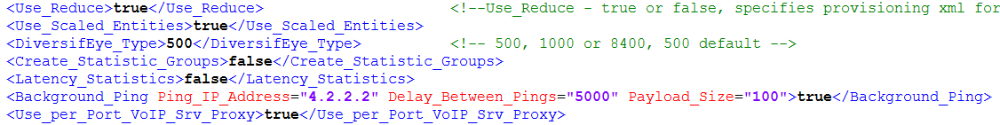 <Use_Reduce>true</Use_Reduce> <!--Use_Reduce - true or false, specifies provisioning xml for
<Use_Scaled_Entities>true</Use_Scaled_Entities>
<DiversifEye_Type>500</DiversifEye_Type> <!-- 500, 1000 or 8400, 500 default -->
<Create_Statistic_Groups>false</Create_Statistic_Groups>
<Latency_Statistics>false</Latency_Statistics>
<Background_Ping Ping_IP_Address="4.2.2.2" Delay_Between_Pings="5000" Payload_Size="100">true</Background_Ping>
<Use_per_Port_VoIP_Srv_Proxy>true</Use_per_Port_VoIP_Srv_Proxy>